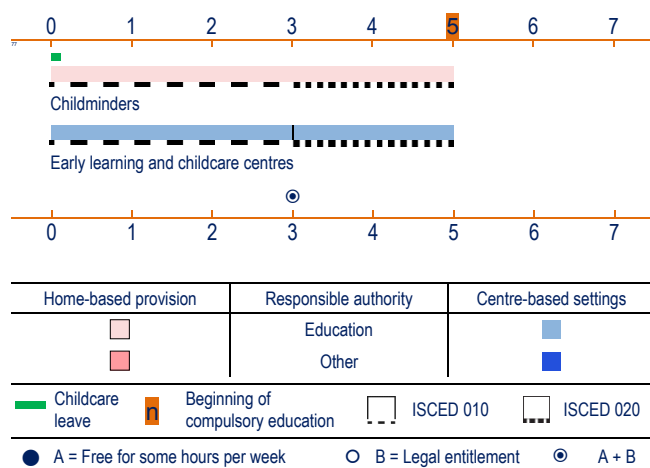 0 1 2 3 4 5 6 7
Childminders
Early learning and childcare centres
0 1 2 3 4 5 6 7
Home-based provision Responsible authority Centre-based settings
Education
Other
Childcare leave
n
Beginning of compulsory education
ISCED 010
ISCED 020
A = Free for some hours per week B = Legal entitlement A + B